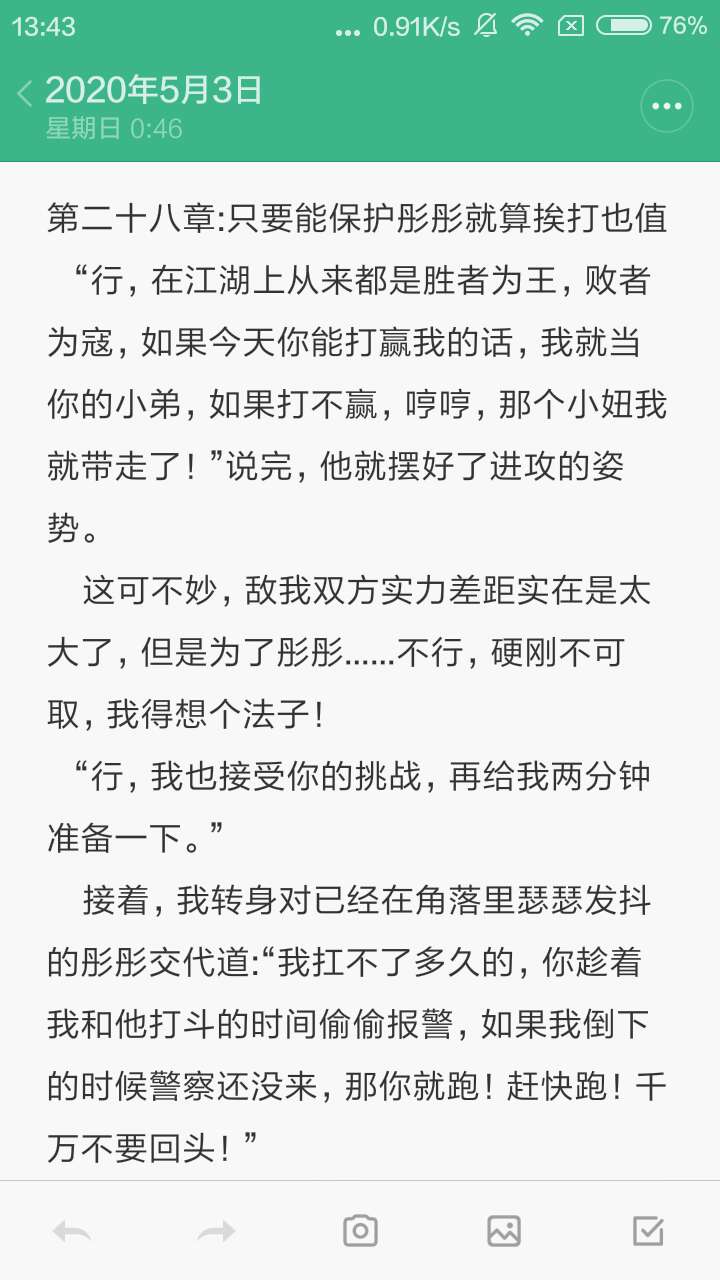 13:43
... 0.91K/s 76%
2020年5月3日
星期日 0:46
第二十八章:只要能保护彤彤就算挨打也值
“行，在江湖上从来都是胜者为王，败者
为寇，如果今天你能打赢我的话，我就当
你的小弟，如果打不赢，哼哼，那个小妞我
就带走了！”说完，他就摆好了进攻的姿
势。
这可不妙，敌我双方实力差距实在是太
大了，但是为了彤彤......不行，硬刚不可
取，我得想个法子！
“行，我也接受你的挑战，再给我两分钟
准备一下。”
接着，我转身对已经在角落里瑟瑟发抖
的彤彤交代道:“我扛不了多久的，你趁着
我和他打斗的时间偷偷报警，如果我倒下
的时候警察还没来，那你就跑！赶快跑！千
万不要回头！”